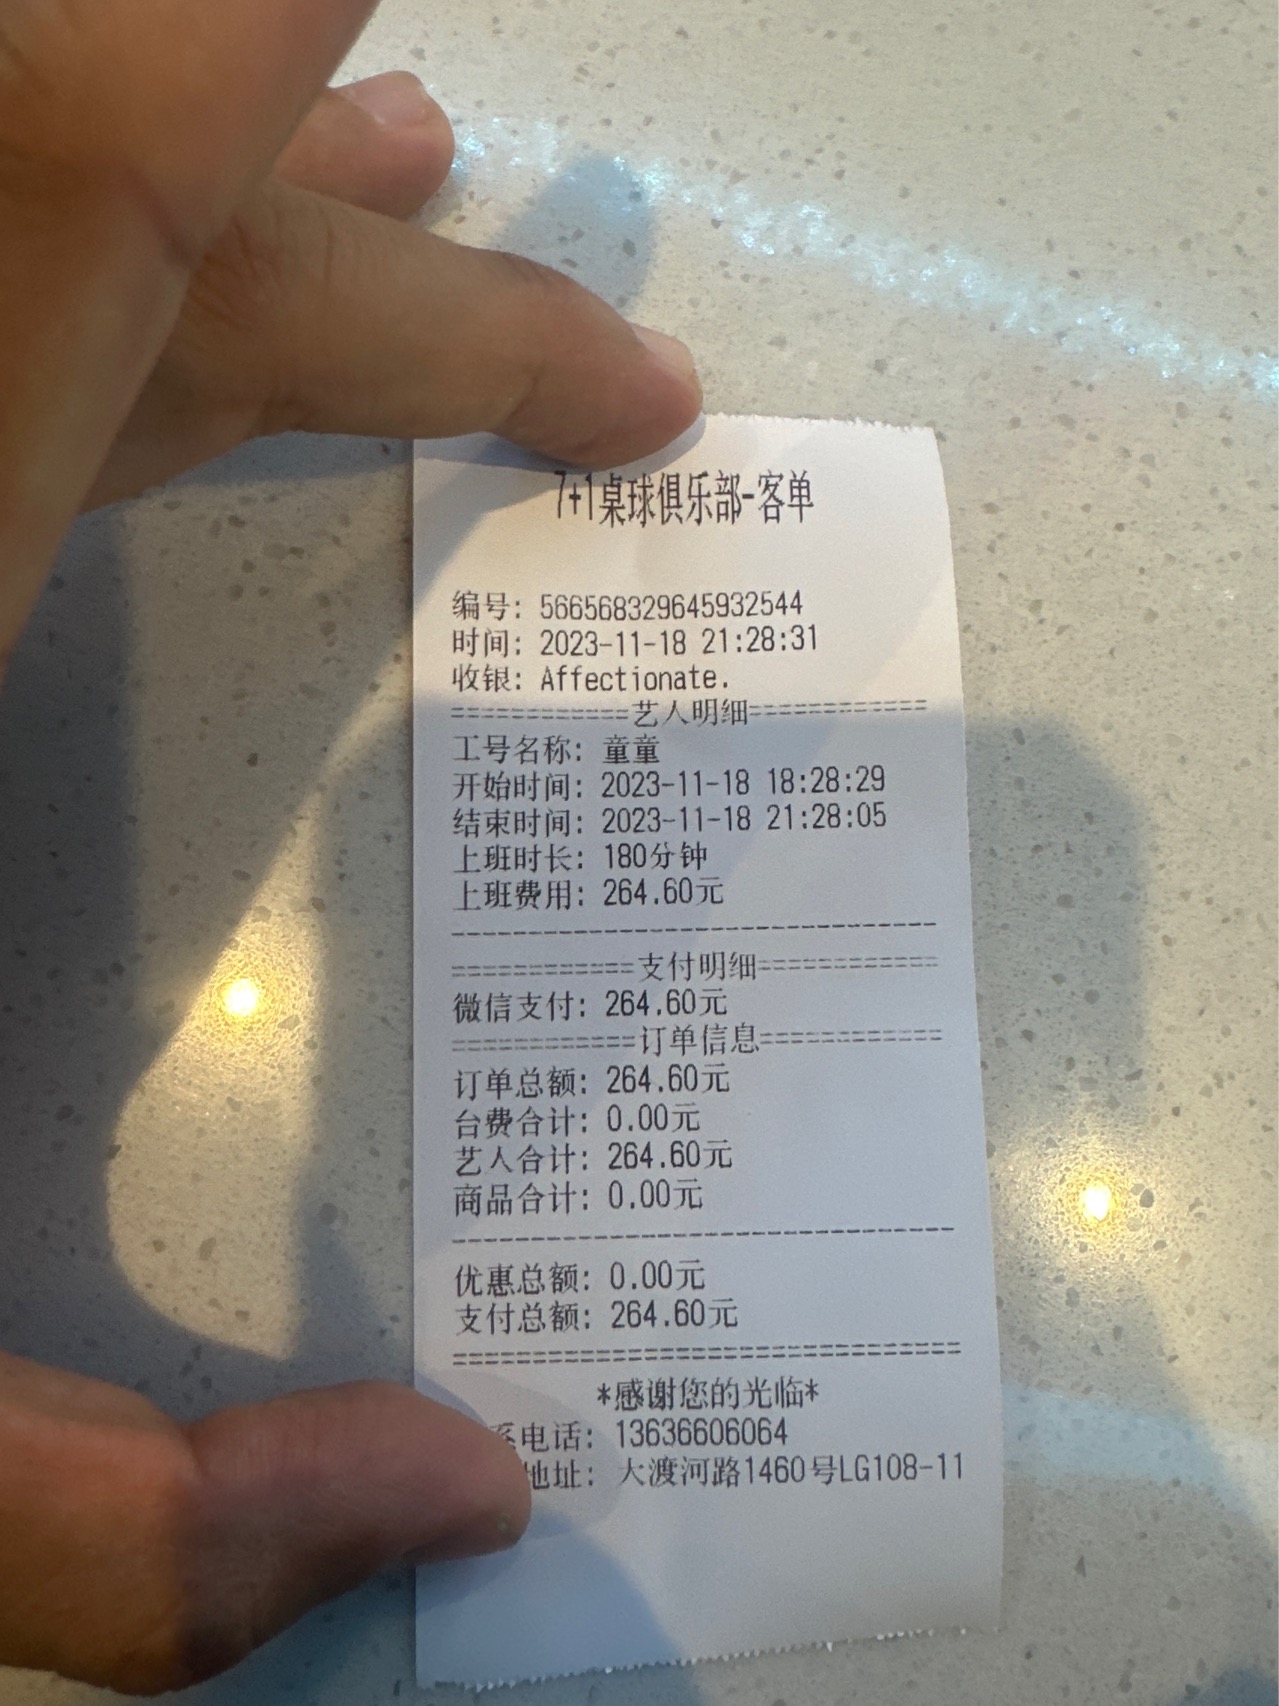 7+1桌球俱乐部-客单
编号: 566568329645932544
时间: 2023-11-18 21:28:31
收银: Affectionate.
============艺人明细============
工号名称: 童童
开始时间: 2023-11-18 18:28:29
结束时间: 2023-11-18 21:28:05
上班时长: 180分钟
上班费用: 264.60元
--------------------------------
============支付明细============
微信支付: 264.60元
============订单信息============
订单总额: 264.60元
台费合计: 0.00元
艺人合计: 264.60元
商品合计: 0.00元
--------------------------------
优惠总额: 0.00元
支付总额: 264.60元
================================
*感谢您的光临*
系电话: 13636606064
地址: 大渡河路1460号LG108-11